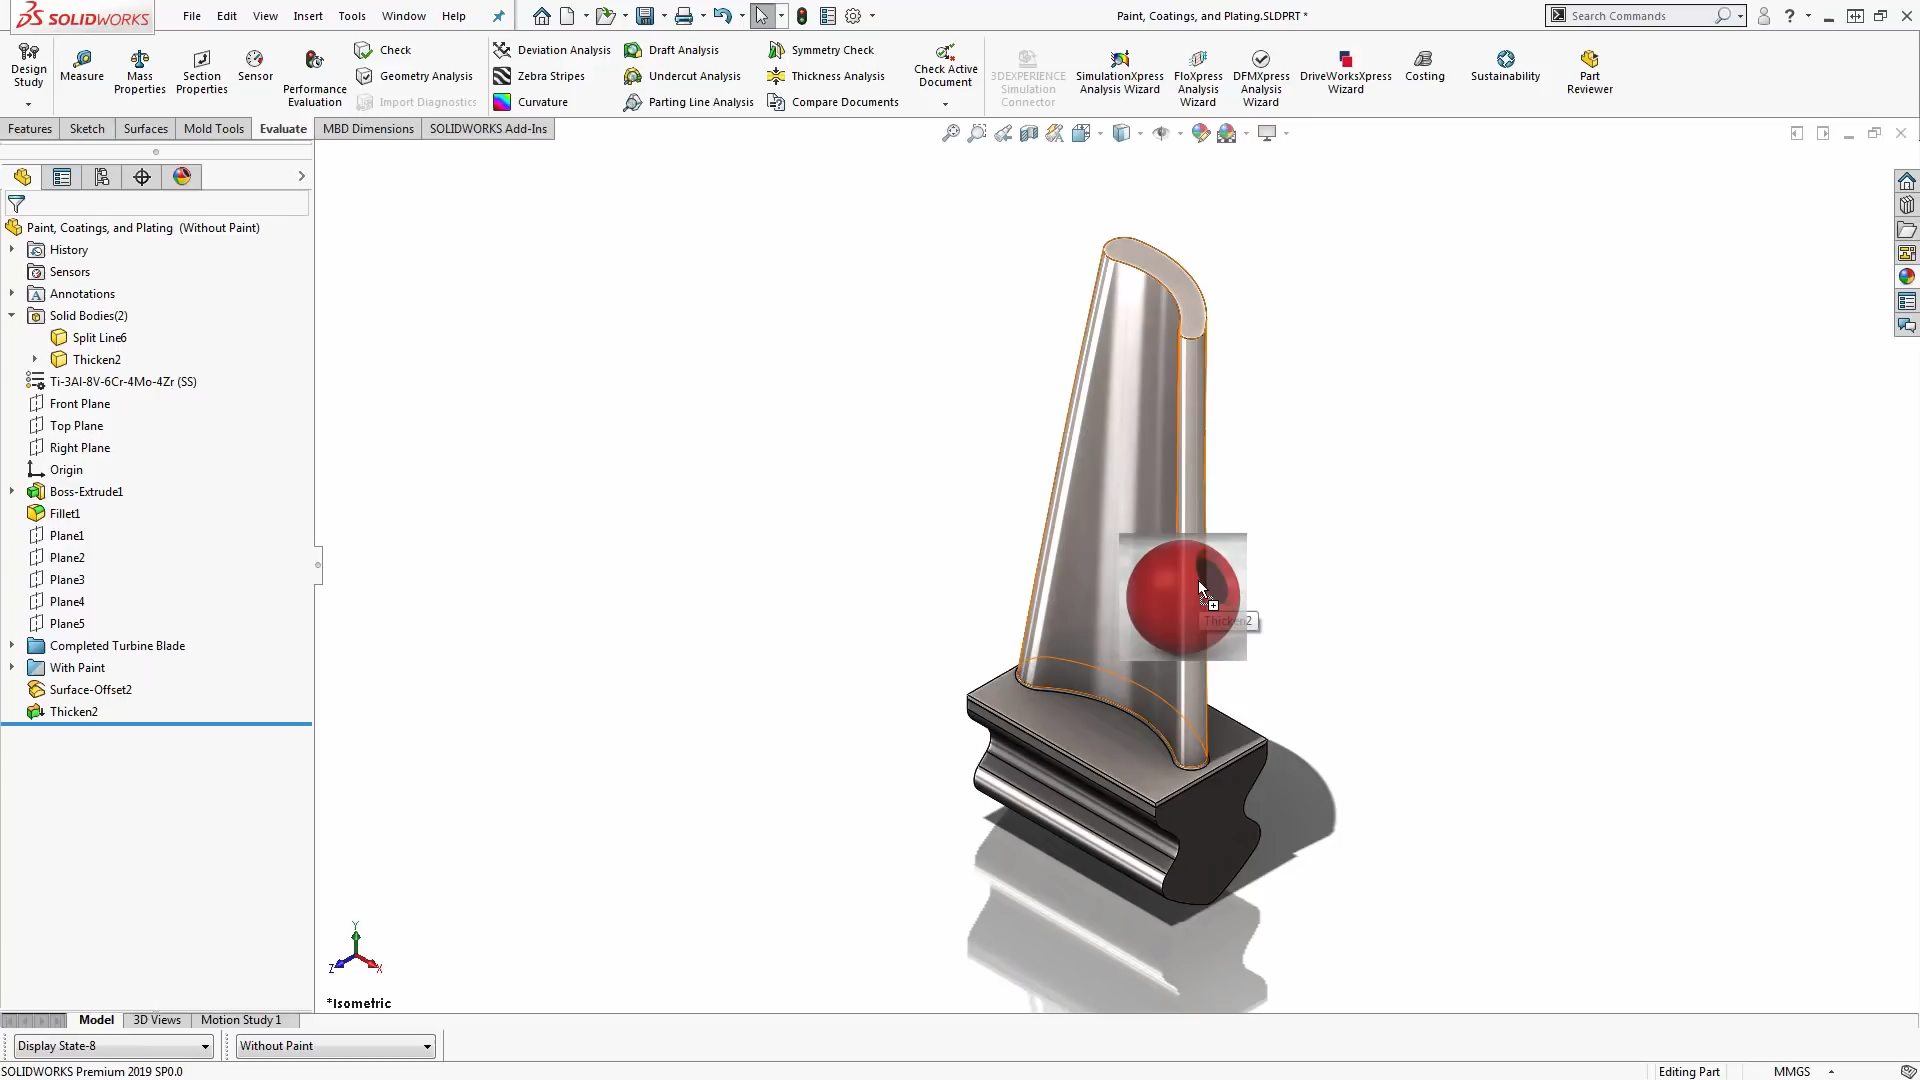 SOLIDWORKS
File Edit View Insert Tools Window Help
Paint, Coatings, and Plating.SLDPRT *
Search Commands
Design Study
Measure
Mass Properties
Section Properties
Sensor
Performance Evaluation
Check
Geometry Analysis
Import Diagnostics
Deviation Analysis
Zebra Stripes
Curvature
Draft Analysis
Undercut Analysis
Parting Line Analysis
Symmetry Check
Thickness Analysis
Compare Documents
Check Active Document
3DEXPERIENCE Simulation Connector
SimulationXpress Analysis Wizard
FloXpress Analysis Wizard
DFMXpress Analysis Wizard
DriveWorksXpress Wizard
Costing
Sustainability
Part Reviewer
Features Sketch Surfaces Mold Tools Evaluate MBD Dimensions SOLIDWORKS Add-Ins
Paint, Coatings, and Plating (Without Paint)
History
Sensors
Annotations
Solid Bodies(2)
Split Line6
Thicken2
Ti-3Al-8V-6Cr-4Mo-4Zr (SS)
Front Plane
Top Plane
Right Plane
Origin
Boss-Extrude1
Fillet1
Plane1
Plane2
Plane3
Plane4
Plane5
Completed Turbine Blade
With Paint
Surface-Offset2
Thicken2
Thicken2
Y
Z
X
*Isometric
Model 3D Views Motion Study 1
Display State-8 Without Paint
SOLIDWORKS Premium 2019 SP0.0
Editing Part MMGS